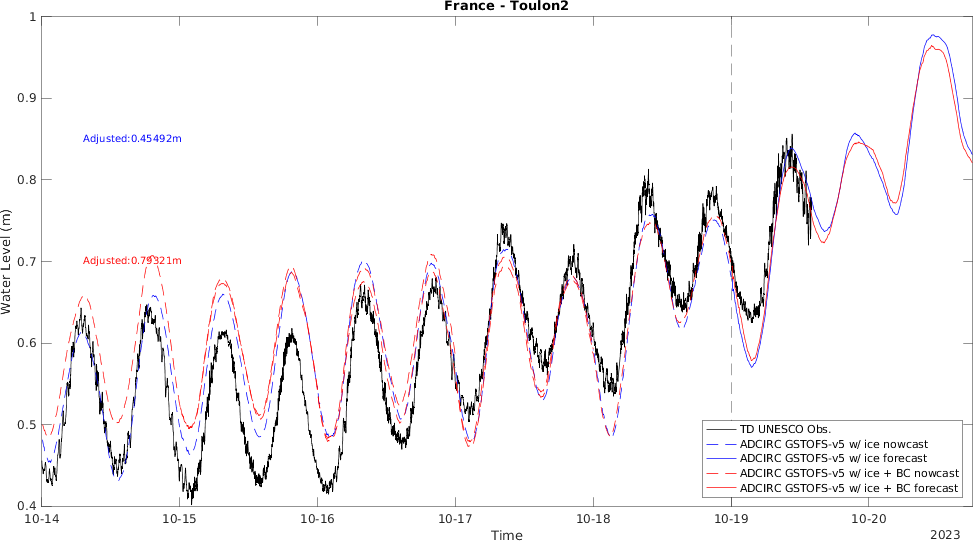 France - Toulon2
1
0.9
0.8
0.7
0.6
0.5
0.4
Water Level (m)
Adjusted:0.45492m
Adjusted:0.79321m
TD UNESCO Obs.
ADCIRC GSTOFS-v5 w/ ice nowcast
ADCIRC GSTOFS-v5 w/ ice forecast
ADCIRC GSTOFS-v5 w/ ice + BC nowcast
ADCIRC GSTOFS-v5 w/ ice + BC forecast
10-14 10-15 10-16 10-17 10-18 10-19 10-20
Time
2023